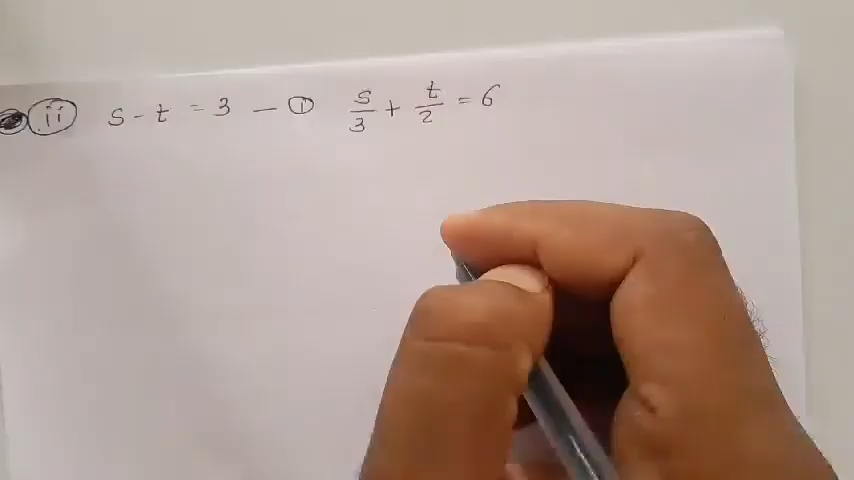 ii s - t = 3 — ① s/3 + t/2 = 6